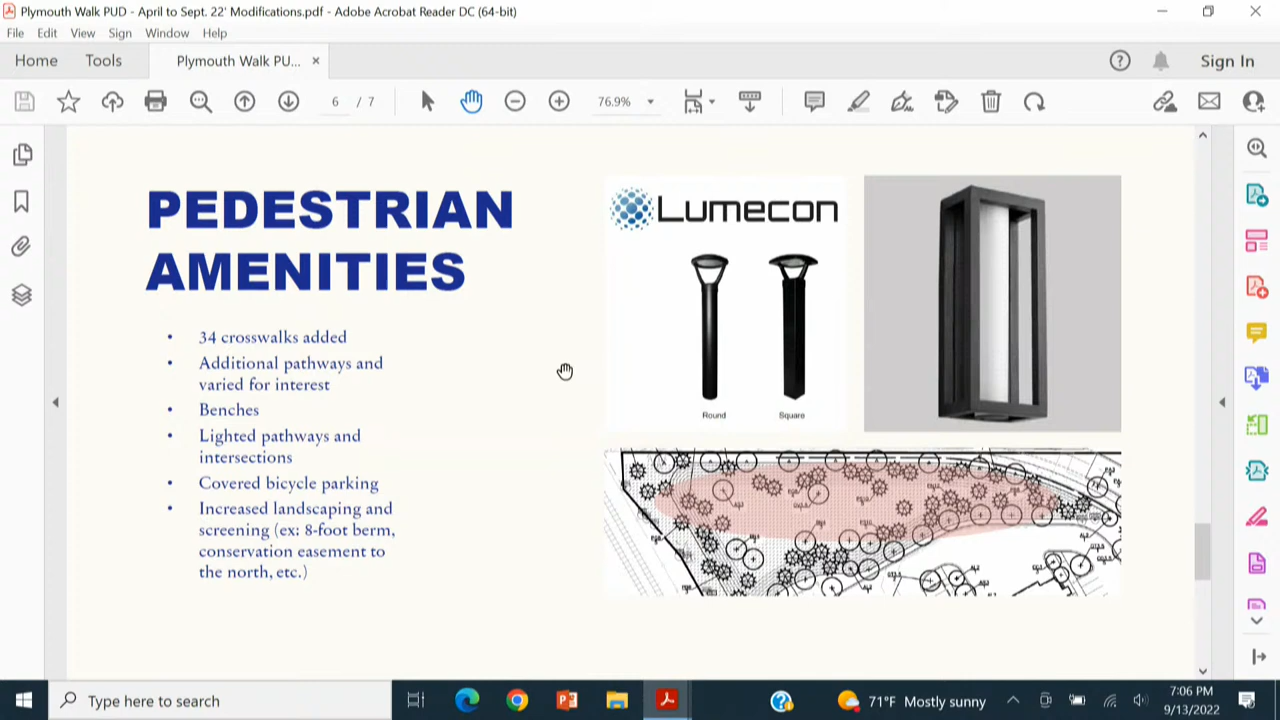 Plymouth Walk PUD - April to Sept. 22' Modifications.pdf - Adobe Acrobat Reader DC (64-bit)
File Edit View Sign Window Help
Home Tools Plymouth Walk PU... × Sign In
6 / 7 76.9%
PEDESTRIAN
AMENITIES
• 34 crosswalks added
• Additional pathways and
varied for interest
• Benches
• Lighted pathways and
intersections
• Covered bicycle parking
• Increased landscaping and
screening (ex: 8-foot berm,
conservation easement to
the north, etc.)
Lumecon
Round Square
Type here to search
71°F Mostly sunny
7:06 PM
9/13/2022